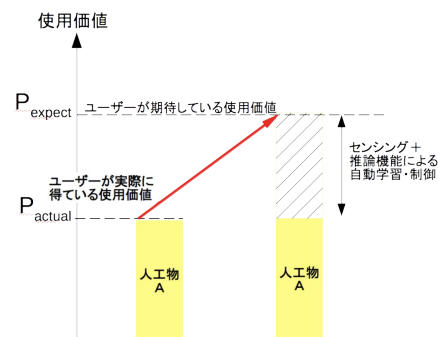 使用価値
P expect
ユーザーが期待している使用価値
センシング＋
推論機能による
自動学習・制御
ユーザーが実際に
得ている使用価値
P actual
人工物
A
人工物
A